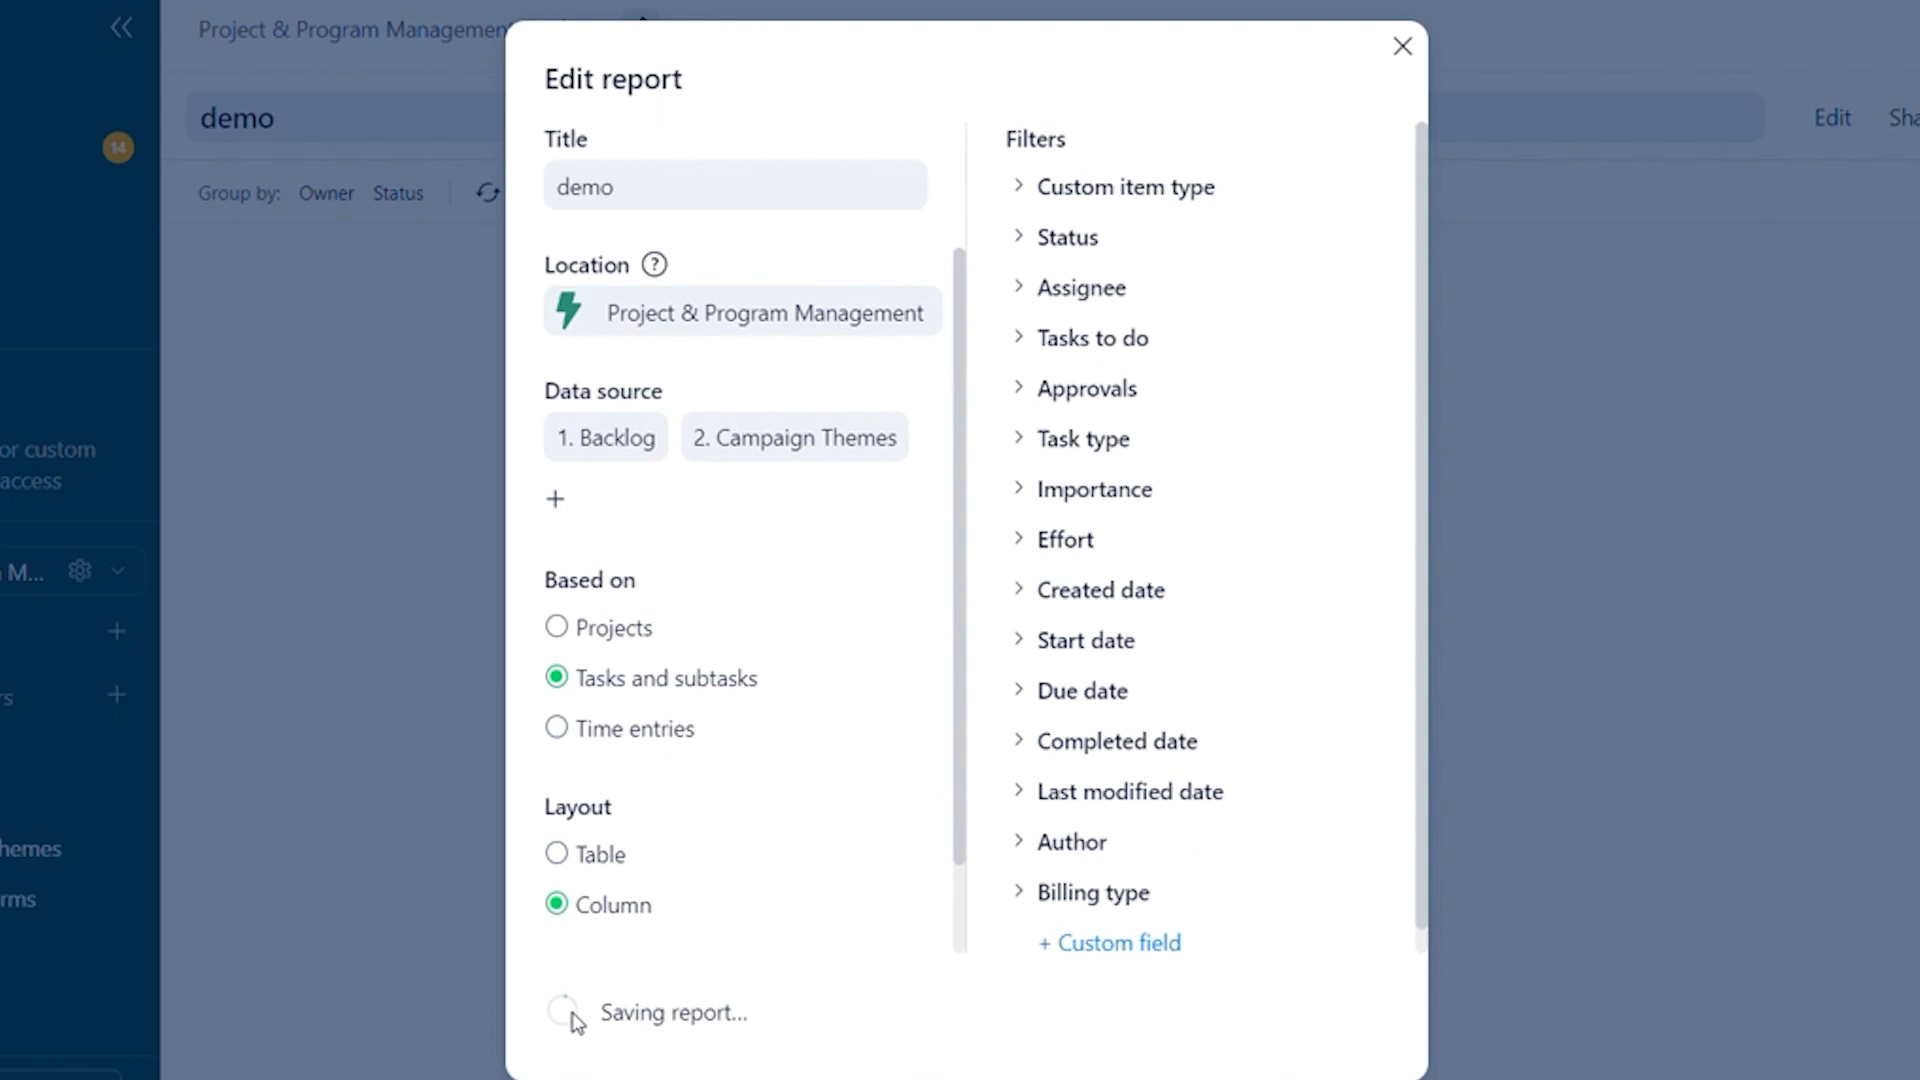 Project & Program Management
demo
Edit
Group by: Owner Status
14
or custom
access
M...
hemes
Edit report
Title
demo
Location ?
Project & Program Management
Data source
1. Backlog 2. Campaign Themes
+
Based on
Projects
Tasks and subtasks
Time entries
Layout
Table
Column
Saving report...
Filters
Custom item type
Status
Assignee
Tasks to do
Approvals
Task type
Importance
Effort
Created date
Start date
Due date
Completed date
Last modified date
Author
Billing type
+ Custom field